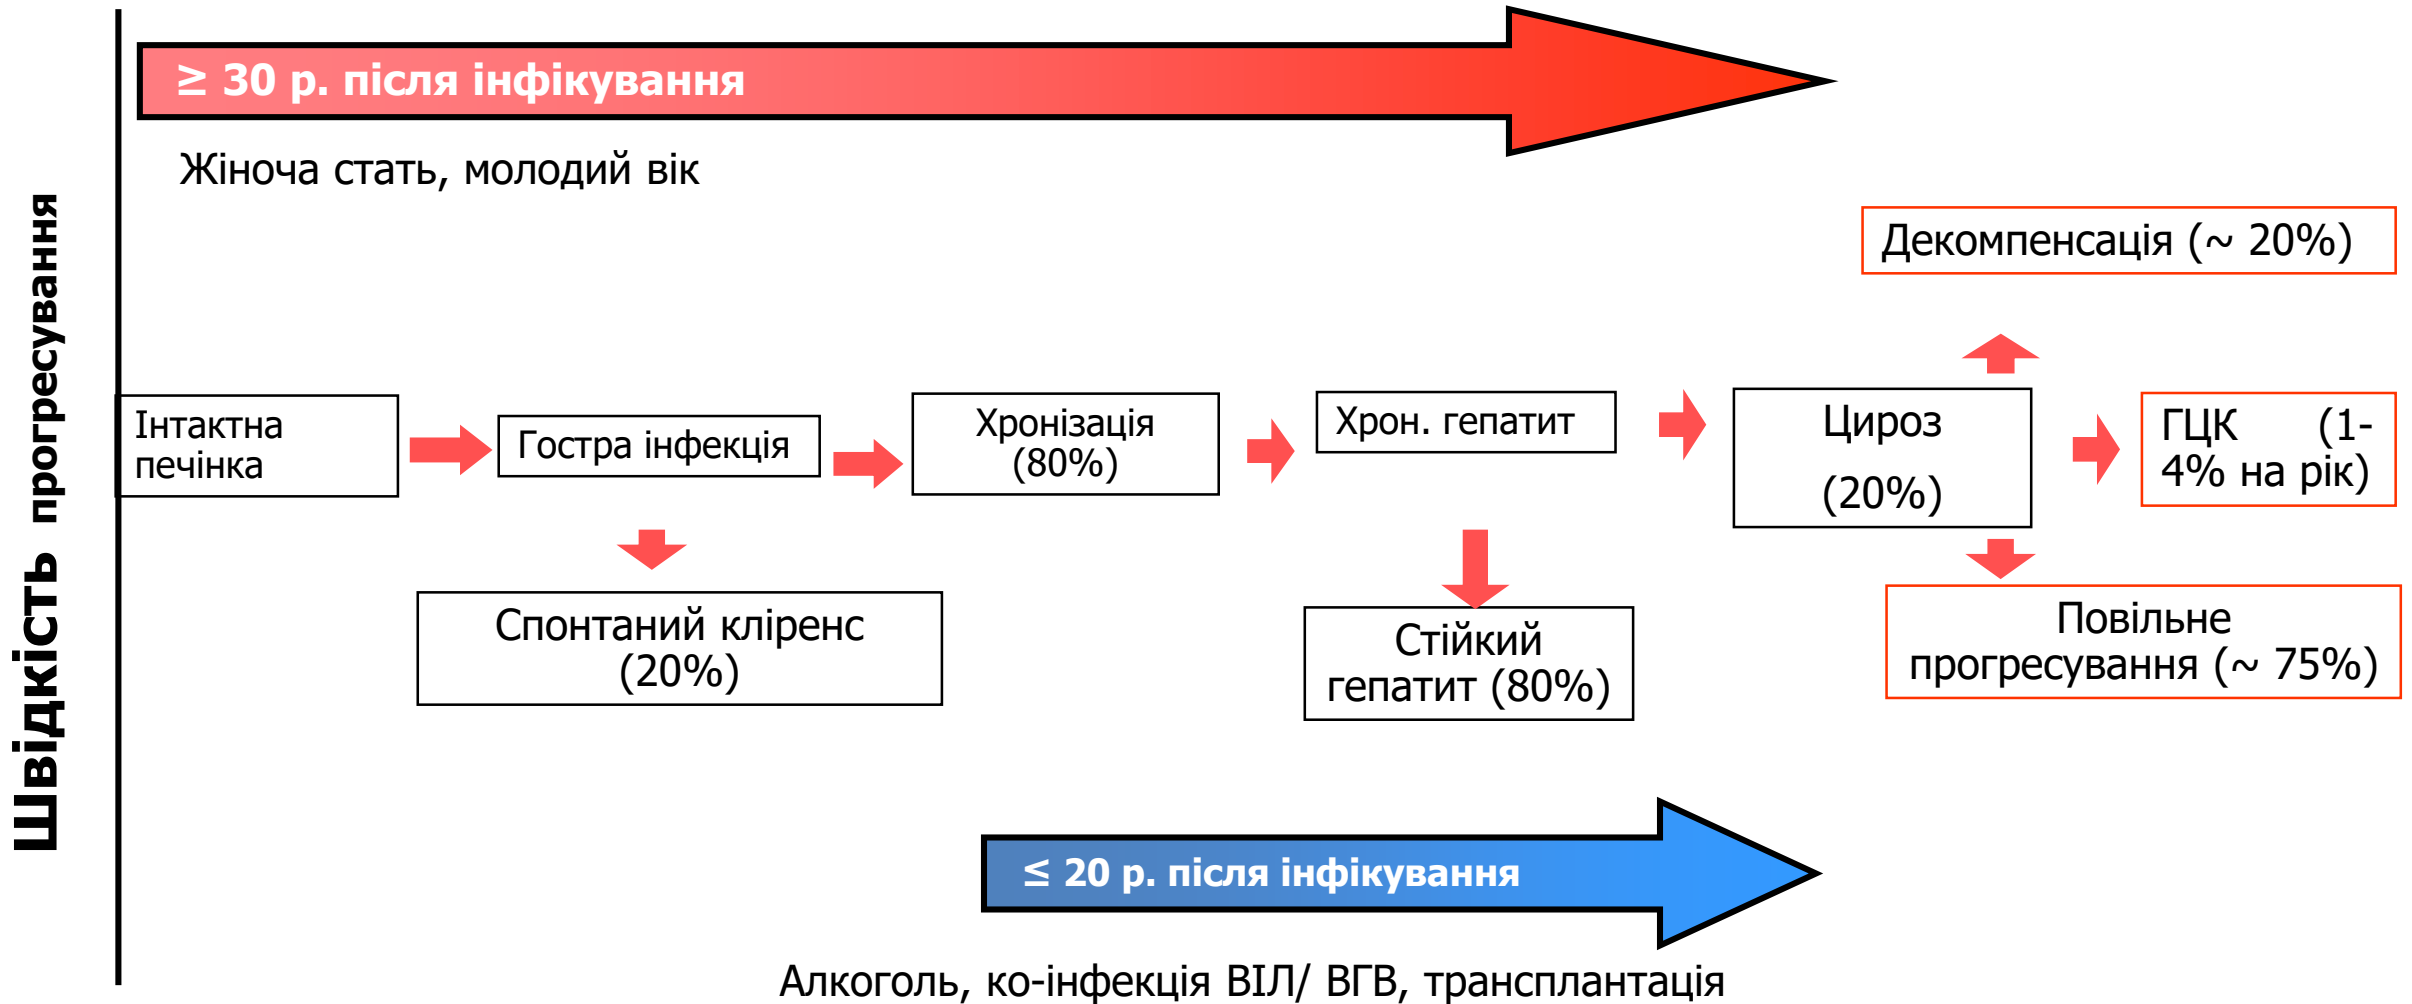 ≥ 30 р. після інфікування
Жіноча стать, молодий вік
Швідкість прогресування
Декомпенсація (~ 20%)
Інтактна
печінка
Гостра інфекція
Хронізація
(80%)
Хрон. гепатит
Цироз
(20%)
ГЦК (1-
4% на рік)
Спонтаний кліренс
(20%)
Стійкий
гепатит (80%)
Повільне
прогресування (~ 75%)
≤ 20 р. після інфікування
Алкоголь, ко-інфекція ВІЛ/ ВГВ, трансплантація